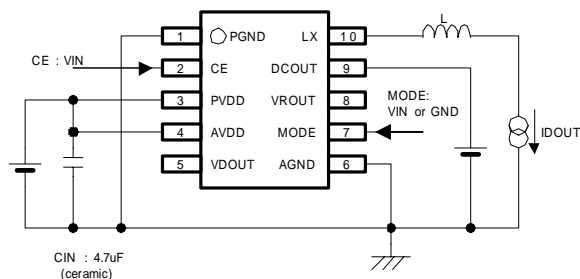 1 PGND LX 10
L
CE : VIN
2 CE DCOUT 9
3 PVDD VROUT 8
MODE:
VIN or GND
4 AVDD MODE 7
IDOUT
5 VDOUT AGND 6
CIN : 4.7uF
(ceramic)